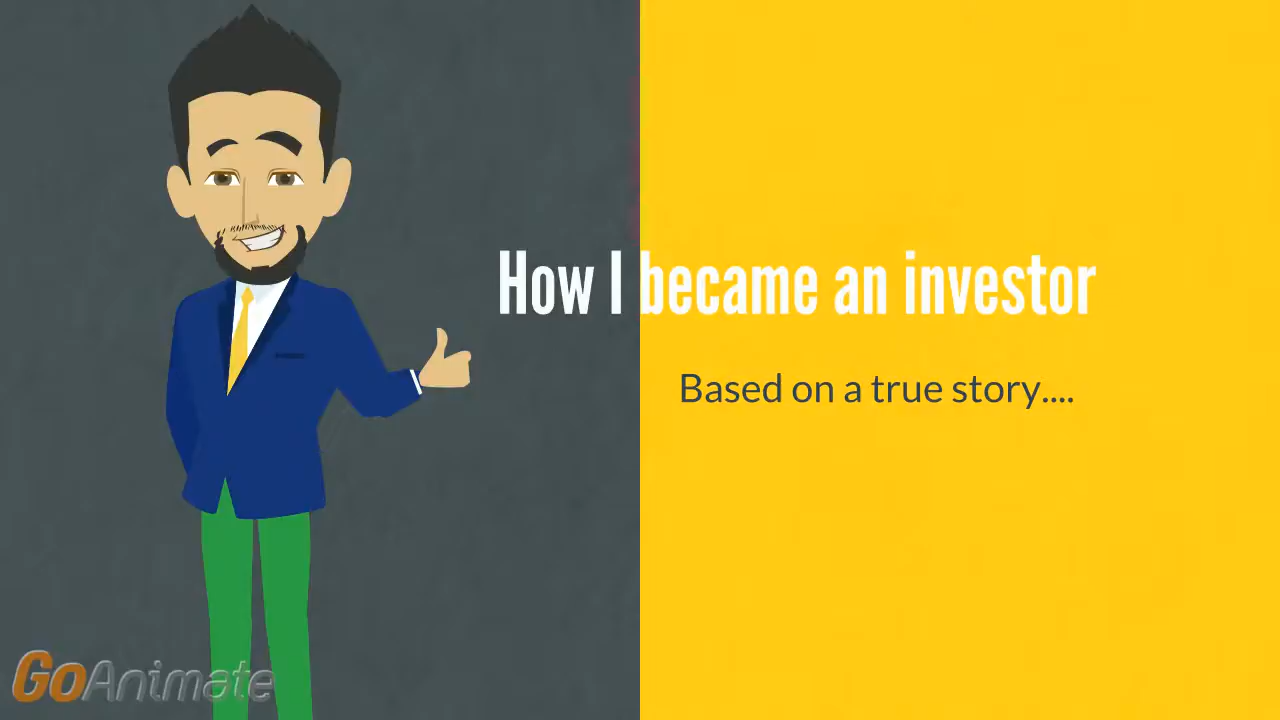 How I became an investor
Based on a true story....
GoAnimate